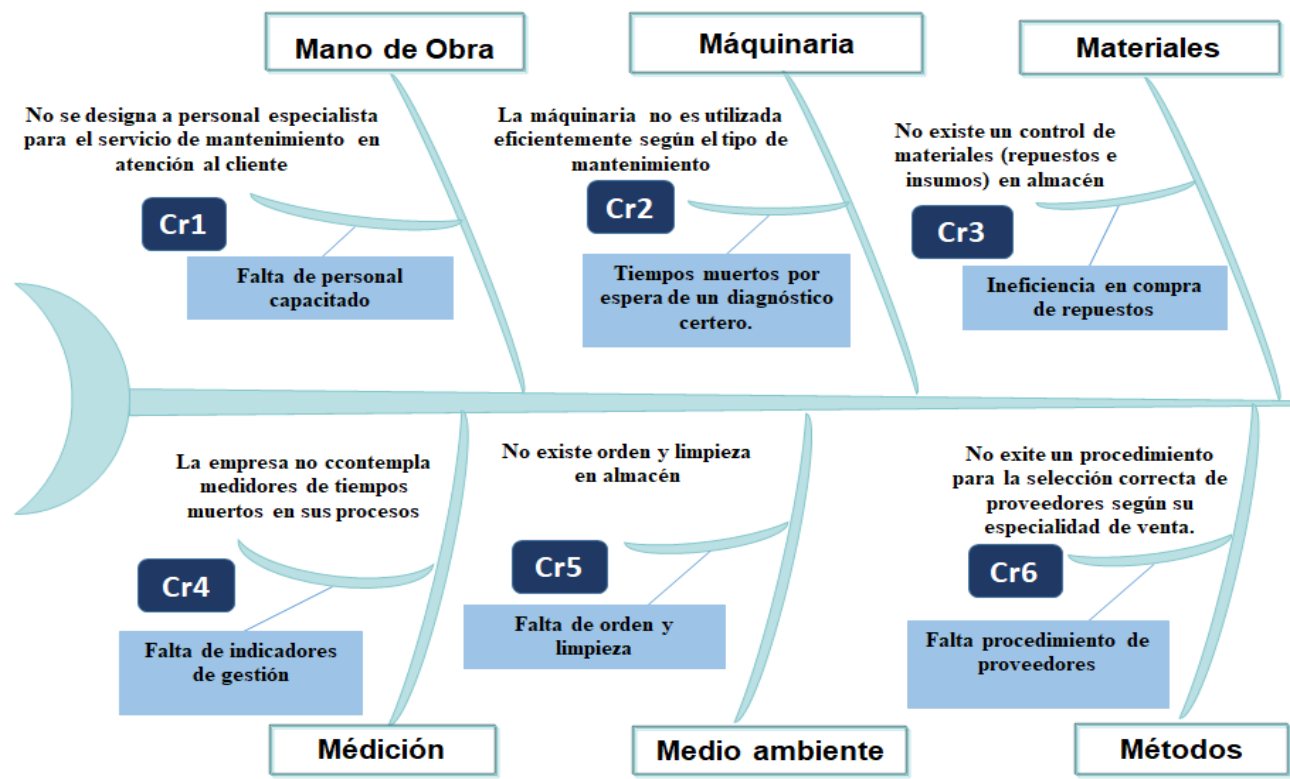 Mano de Obra
Máquinaria
Materiales
No se designa a personal especialista
para el servicio de mantenimiento en
atención al cliente
Cr1
Falta de personal
capacitado
La máquinaria no es utilizada
eficientemente según el tipo de
mantenimiento
Cr2
Tiempos muertos por
espera de un diagnóstico
certero.
No existe un control de
materiales (repuestos e
insumos) en almacén
Cr3
Ineficiencia en compra
de repuestos
La empresa no ccontempla
medidores de tiempos
muertos en sus procesos
Cr4
Falta de indicadores
de gestión
No existe orden y limpieza
en almacén
Cr5
Falta de orden y
limpieza
No exite un procedimiento
para la selección correcta de
proveedores según su
especialidad de venta.
Cr6
Falta procedimiento de
proveedores
Médición
Medio ambiente
Métodos